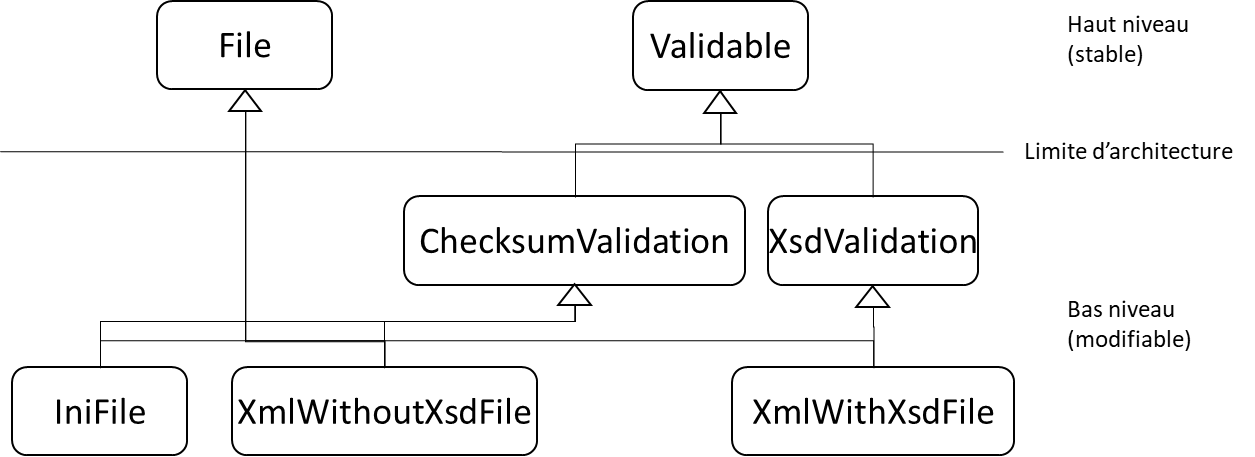 File
Validable
Haut niveau
(stable)
Limite d’architecture
ChecksumValidation
XsdValidation
Bas niveau
(modifiable)
IniFile
XmlWithoutXsdFile
XmlWithXsdFile